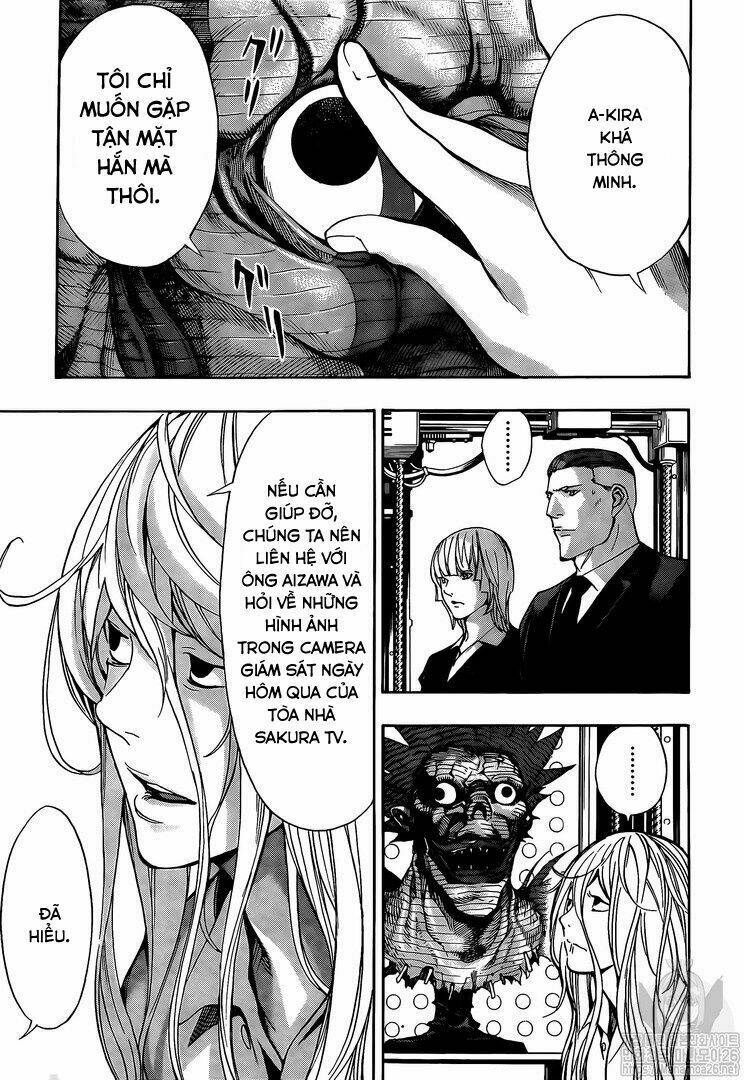 A-KIRA
KHÁ
THÔNG
MINH.
TÔI CHỈ
MUỐN GẶP
TẬN MẶT
HẮN MÀ
THÔI.
NẾU CẦN
GIÚP ĐỠ,
CHÚNG TA NÊN
LIÊN HỆ VỚI
ÔNG AIZAWA VÀ
HỎI VỀ NHỮNG
HÌNH ẢNH
TRONG CAMERA
GIÁM SÁT NGÀY
HÔM QUA CỦA
TÒA NHÀ
SAKURA TV.
ĐÃ
HIỂU.